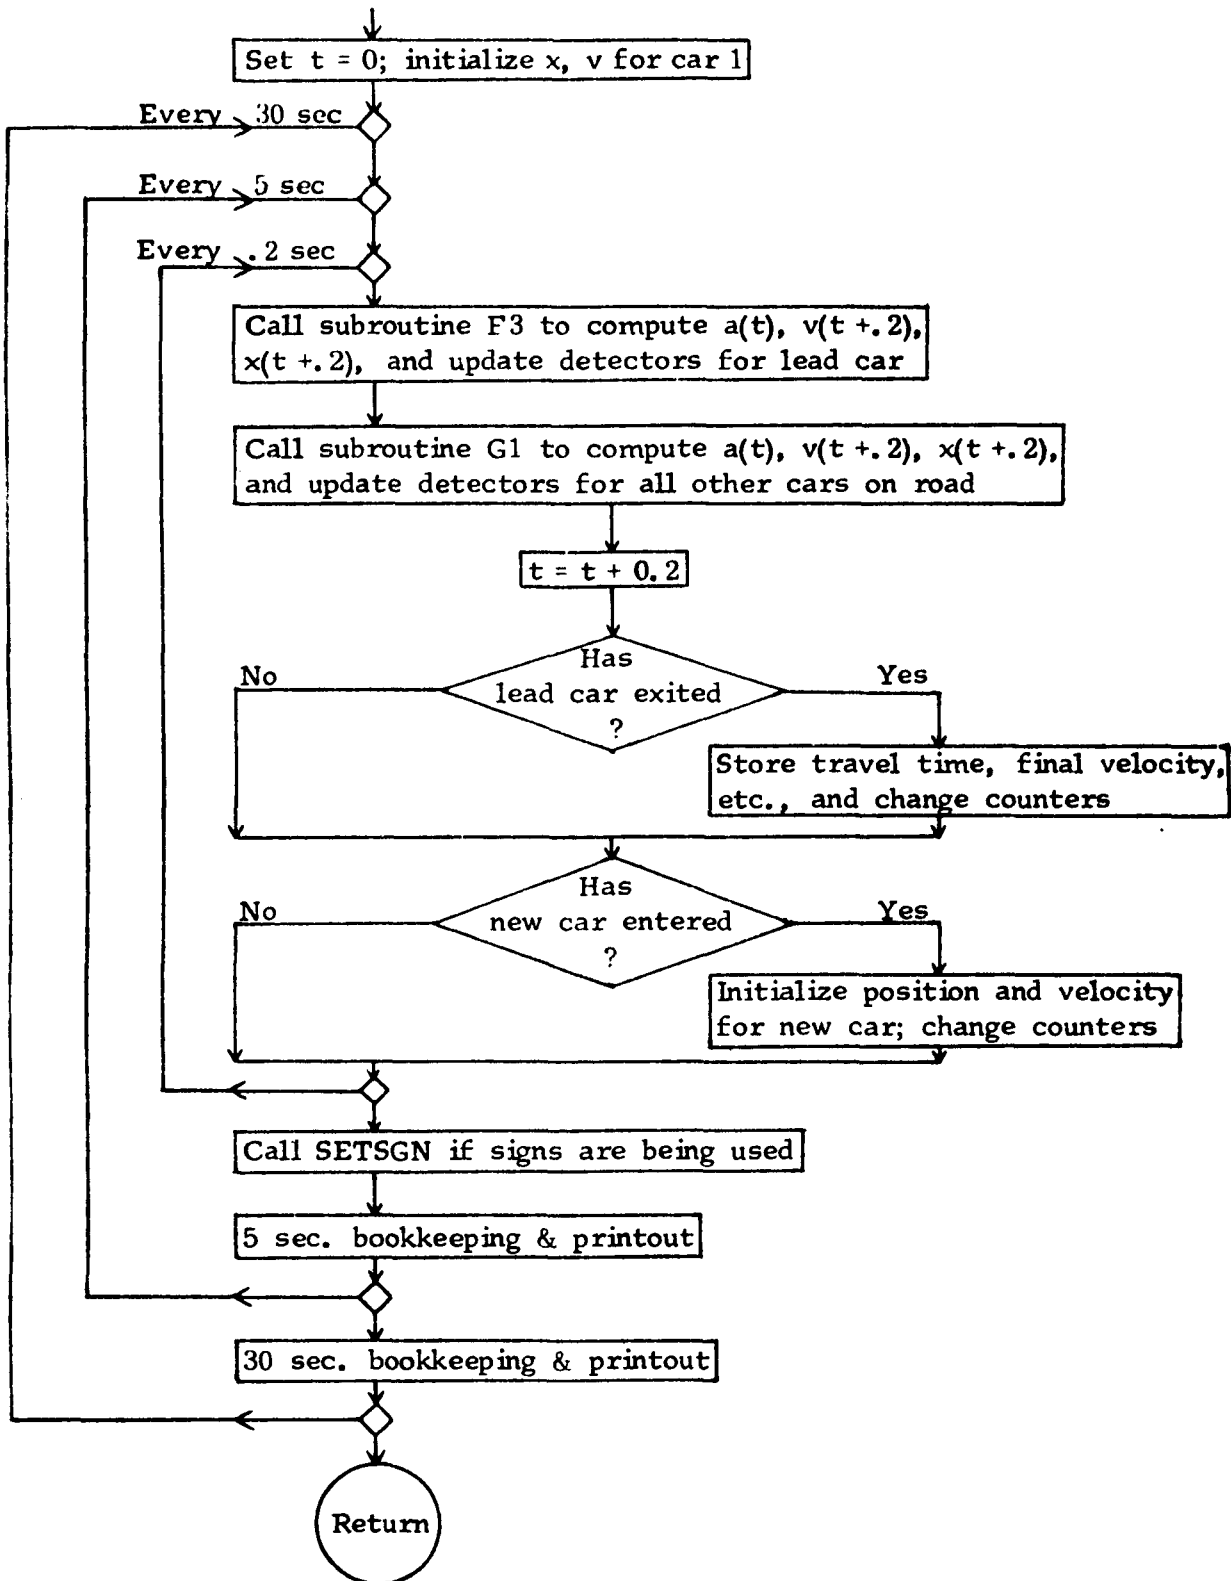 Set t = 0; initialize x, v for car 1
Every 30 sec
Every 5 sec
Every .2 sec
Call subroutine F3 to compute a(t), v(t +.2),
x(t +.2), and update detectors for lead car
Call subroutine G1 to compute a(t), v(t +.2), x(t +.2),
and update detectors for all other cars on road
t = t + 0.2
Has
lead car exited
?
No
Yes
Store travel time, final velocity,
etc., and change counters
Has
new car entered
?
No
Yes
Initialize position and velocity
for new car; change counters
Call SETSGN if signs are being used
5 sec. bookkeeping & printout
30 sec. bookkeeping & printout
Return